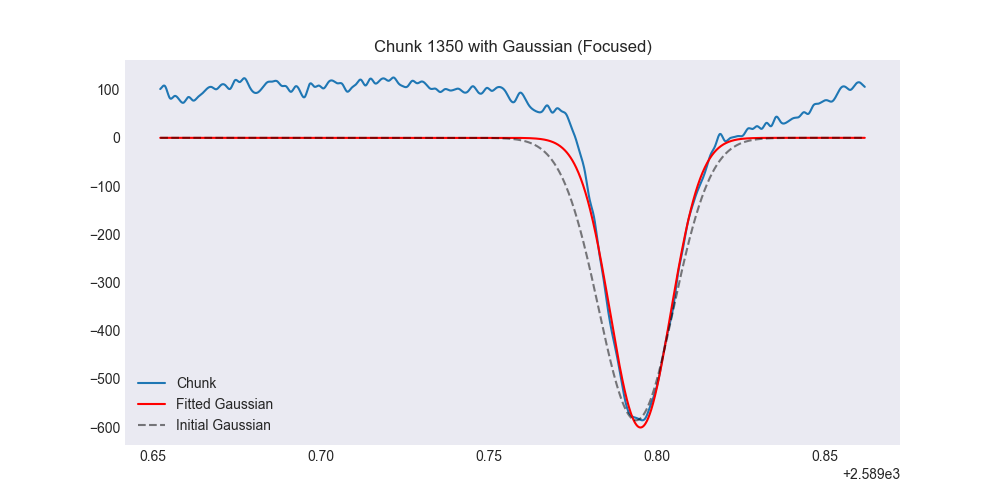 Chunk 1350 with Gaussian (Focused)
100
0
−100
−200
−300
−400
−500
−600
Chunk
Fitted Gaussian
Initial Gaussian
0.65 0.70 0.75 0.80 0.85
+2.589e3